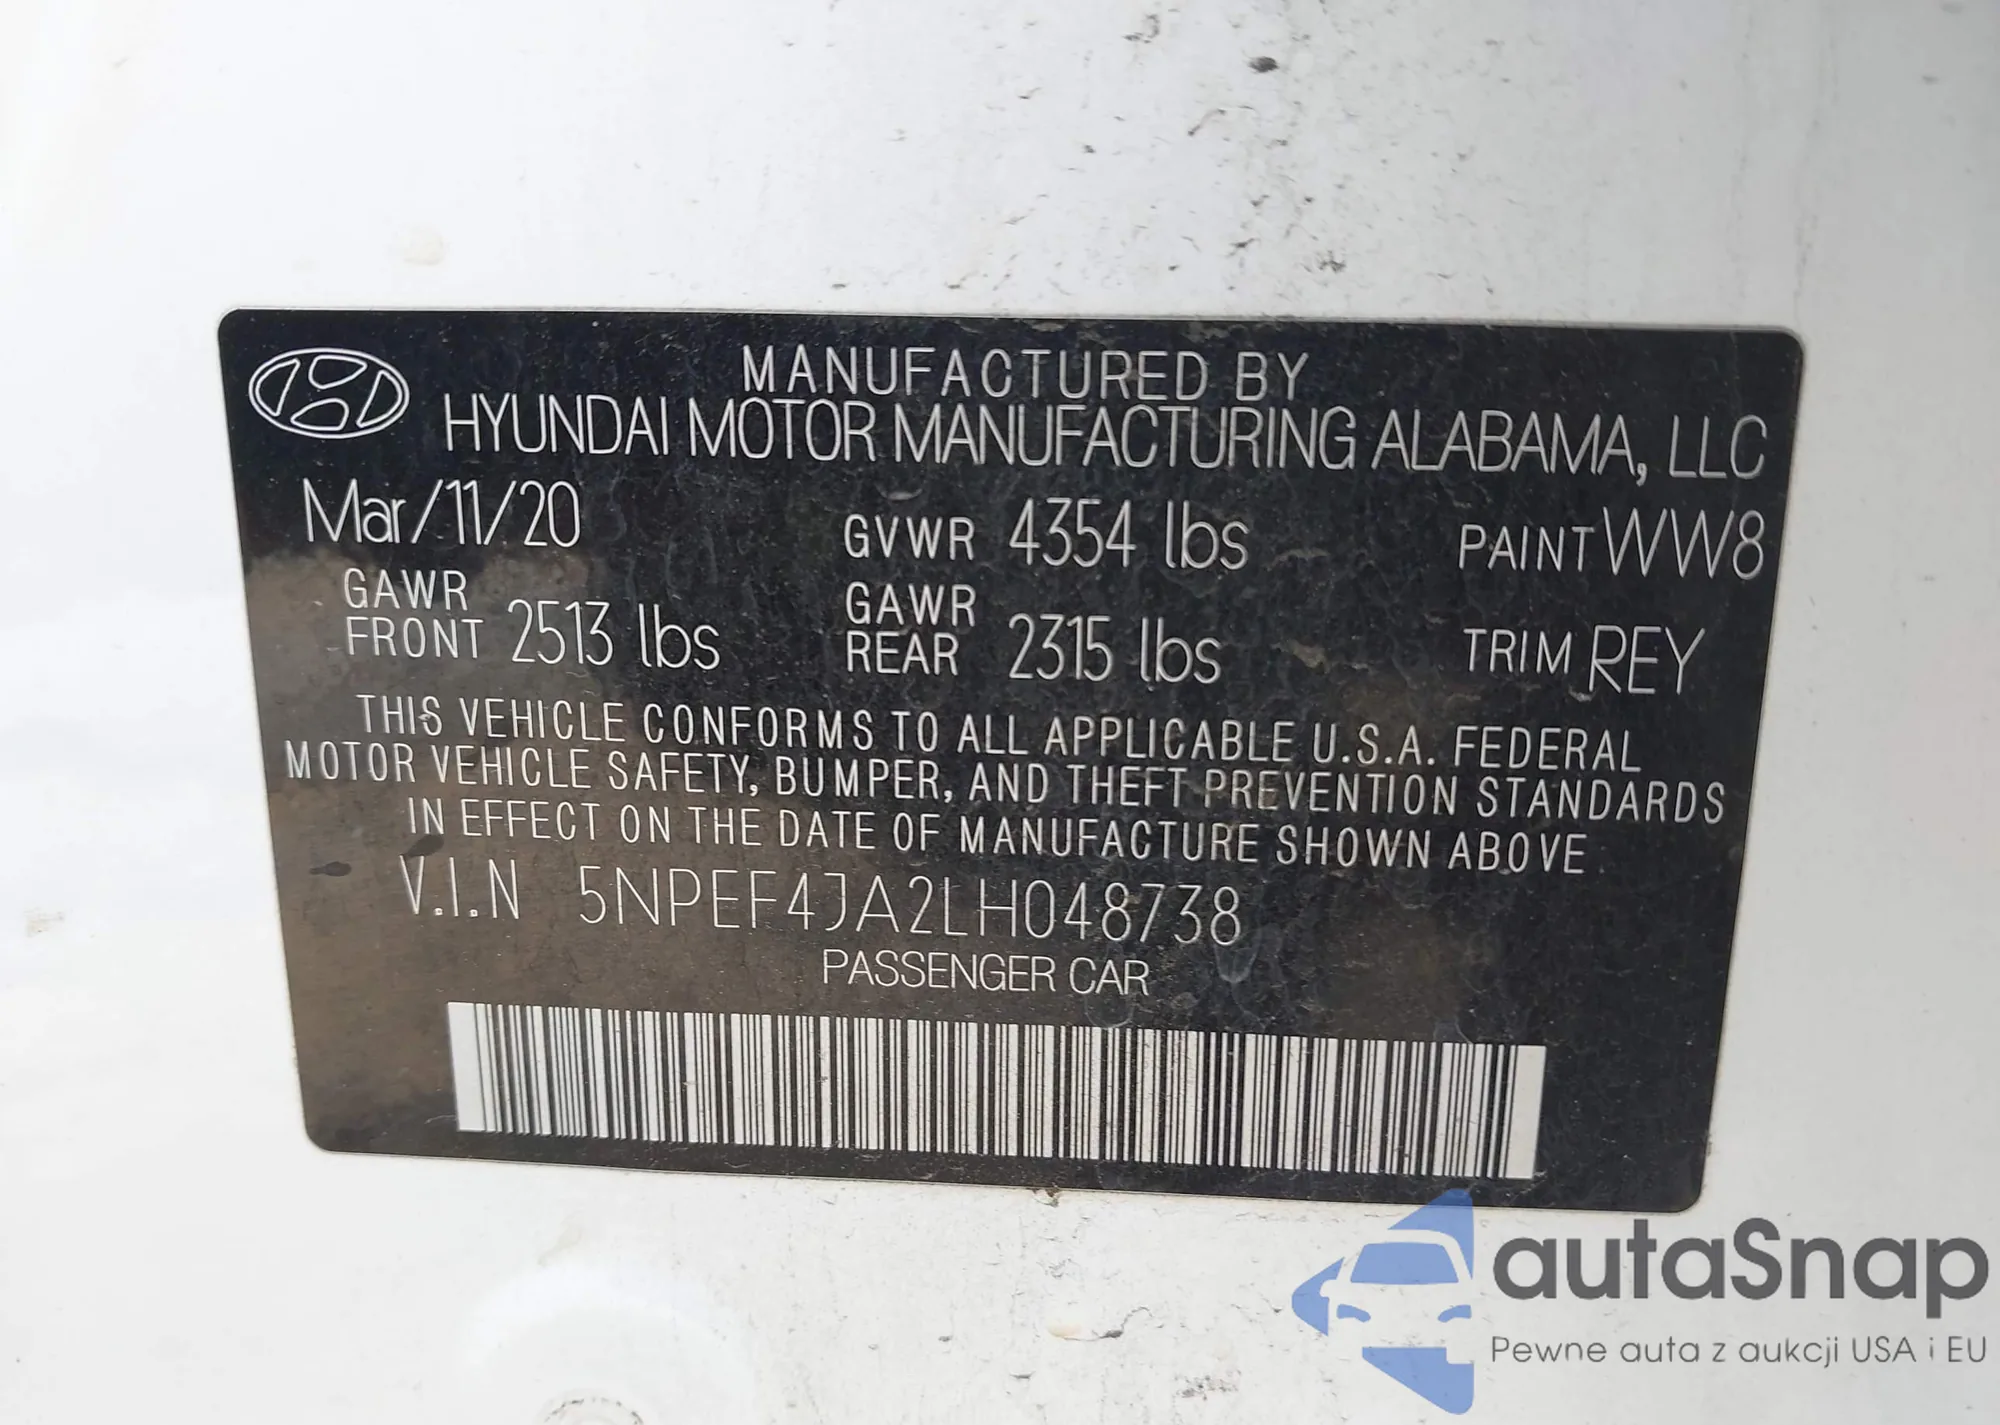 MANUFACTURED BY
HYUNDAI MOTOR MANUFACTURING ALABAMA, LLC
Mar/11/20 GVWR 4354 lbs PAINT WW8
GAWR FRONT 2513 lbs GAWR REAR 2315 lbs TRIM REY
THIS VEHICLE CONFORMS TO ALL APPLICABLE U.S.A. FEDERAL
MOTOR VEHICLE SAFETY, BUMPER, AND THEFT PREVENTION STANDARDS
IN EFFECT ON THE DATE OF MANUFACTURE SHOWN ABOVE
V.I.N 5NPEF4JA2LH048738
PASSENGER CAR
autaSnap
Pewne auta z aukcji USA i EU